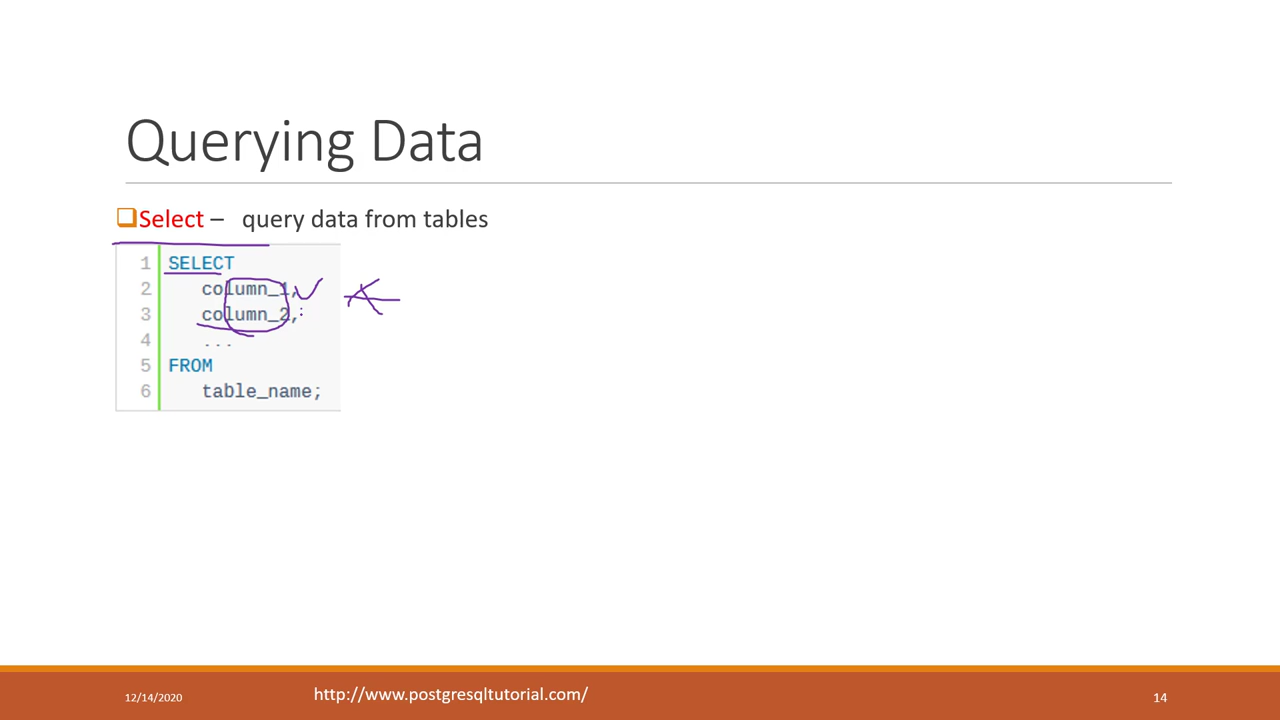 Querying Data
Select – query data from tables
1 SELECT
2 column_1,
3 column_2,
4 ...
5 FROM
6 table_name;
12/14/2020 http://www.postgresqltutorial.com/ 14